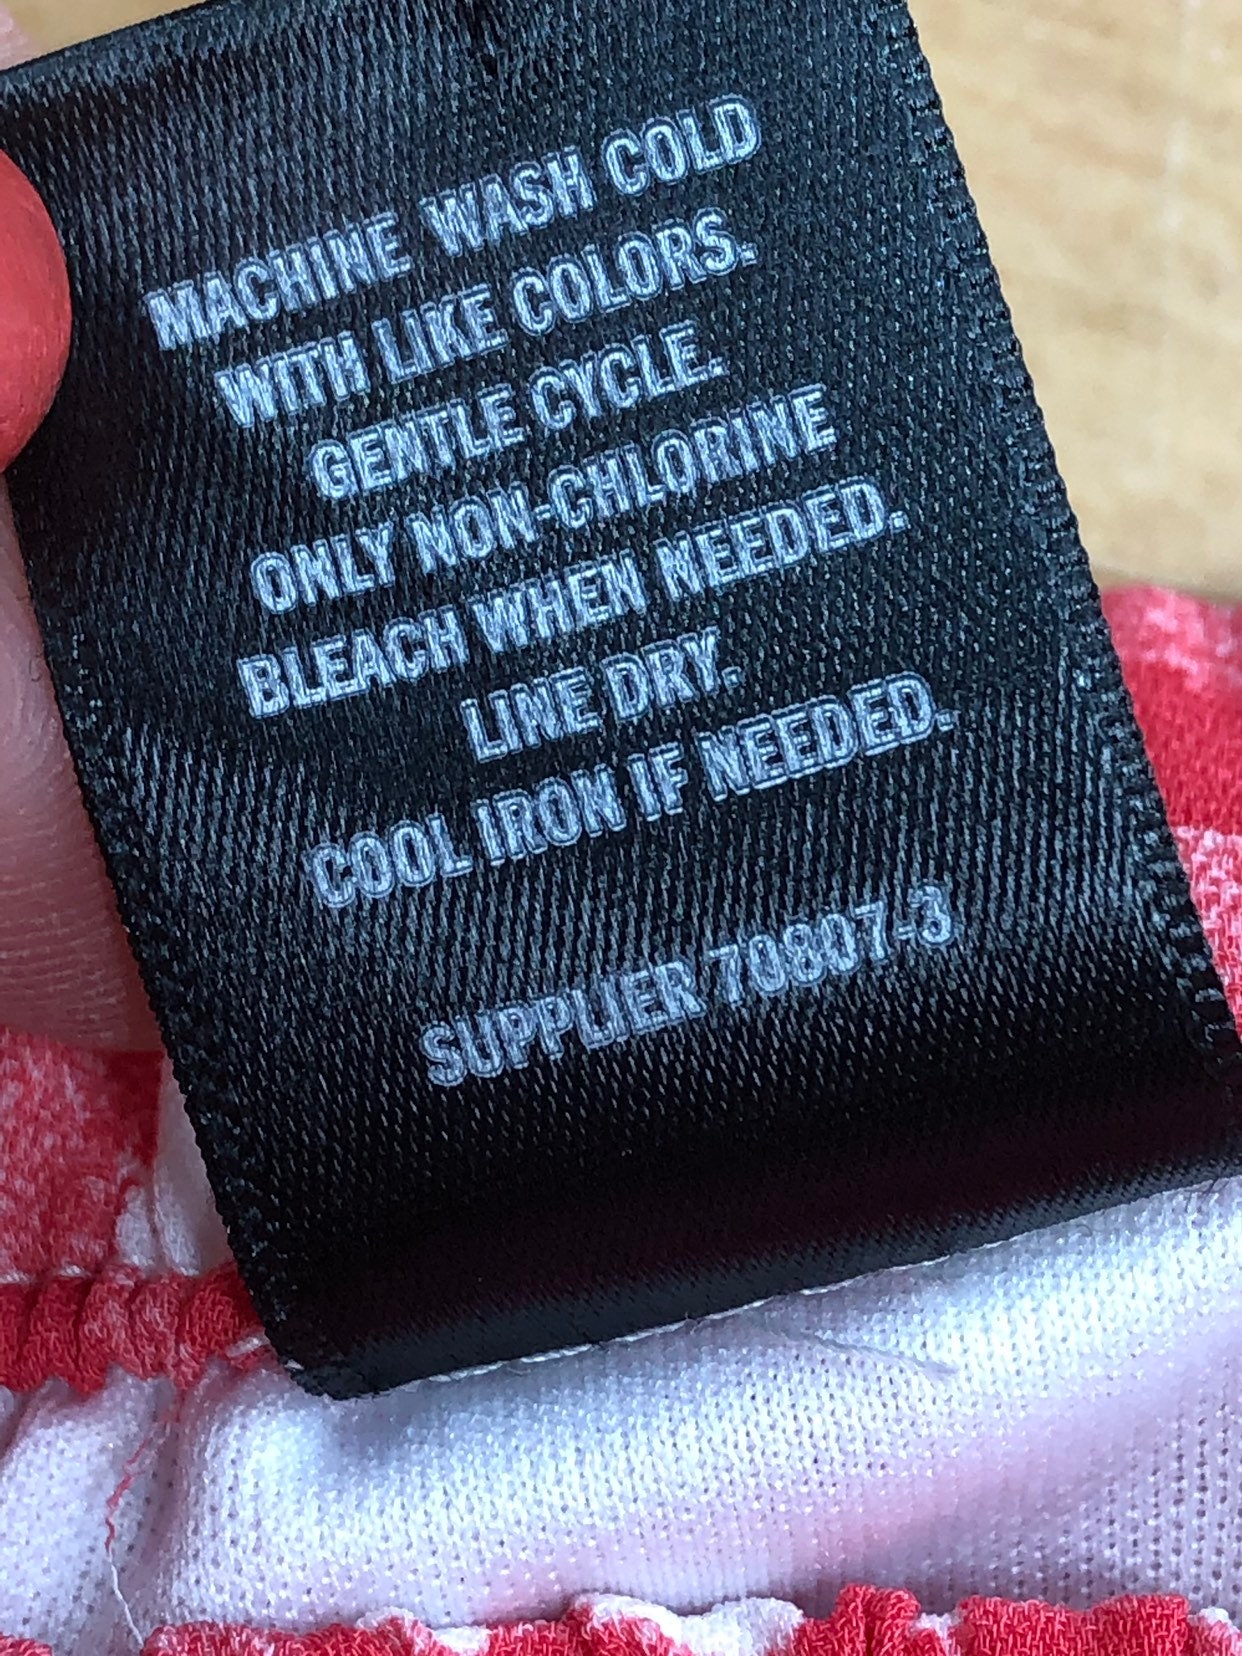 MACHINE WASH COLD
WITH LIKE COLORS.
GENTLE CYCLE.
ONLY NON-CHLORINE
BLEACH WHEN NEEDED.
LINE DRY.
COOL IRON IF NEEDED.
SUPPLIER 70807-3